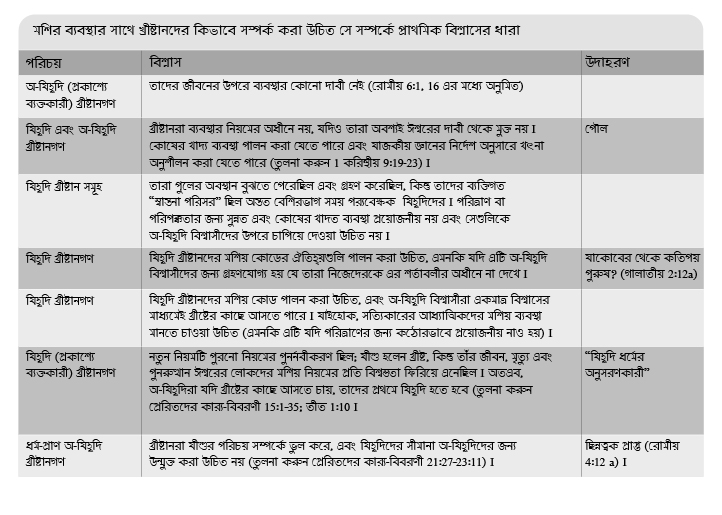 মশির ব্যবস্থার সাথে খ্রীষ্টানদের কিভাবে সম্পর্ক করা উচিত সে সম্পর্কে প্রাথমিক বিশ্বাসের ধারা
পরিচয়
বিশ্বাস
উদাহরণ
অ-যিহূদি (প্রকাশ্যে
ব্যক্তকারী) খ্রীষ্টানগণ
তাদের জীবনের উপরে ব্যবস্থার কোনো দাবী নেই (রোমীয় 6:1, 16 এর মধ্যে অনুমিত)
যিহূদি এবং অ-যিহূদি
খ্রীষ্টানগণ
খ্রীষ্টানরা ব্যবস্থার নিয়মের অধীনে নয়, যদিও তারা অবশ্যই ঈশ্বরের দাবী থেকে মুক্ত নয় I
কোষের খাদ্য ব্যবস্থা পালন করা যেতে পারে এবং যাজকীয় জ্ঞানের নির্দেশ অনুসারে খৎনা
অনুশীলন করা যেতে পারে (তুলনা করুন 1 করিন্থীয় 9:19-23) I
পৌল
যিহূদি খ্রীষ্টান সমূহ
তারা পুলের অবস্থান বুঝতে পেরেছিল এবং গ্রহণ করেছিল, কিন্তু তাদের ব্যক্তিগত
“স্বান্তনা পরিসর” ছিল অন্তত বেশিরভাগ সময় পর্যবেক্ষক যিহূদিদের I পরিত্রাণ বা
পরিপক্কতার জন্য সুন্নত এবং কোষের খাদ্যত ব্যবস্থা প্রয়োজনীয় নয় এবং সেগুলিকে
অ-যিহূদি বিশ্বাসীদের উপরে চাপিয়ে দেওয়া উচিত নয় I
যিহূদি খ্রীষ্টানগণ
যিহূদি খ্রীষ্টানদের মশিয় কোডের ঐতিহ্যগুলি পালন করা উচিত, এমনকি যদি এটি অ-যিহূদি
বিশ্বাসীদের জন্য গ্রহণযোগ্য হয় যে তারা নিজেদেরকে এর শর্তাবলীর অধীনে না দেখে I
যাকোবের থেকে কতিপয়
পুরুষ? (গালাতীয় 2:12a)
যিহূদি খ্রীষ্টানগণ
যিহূদি খ্রীষ্টানদের মশিয় কোড পালন করা উচিত, এবং অ-যিহূদি বিশ্বাসীরা একমাত্র বিশ্বাসের
মাধ্যমেই খ্রীষ্টের কাছে আসতে পারে I যাইহোক, সত্যিকারের আধ্যাত্মিকদের মশিয় ব্যবস্থা
মানতে চাওয়া উচিত (এমনকি এটি যদি পরিত্রাণের জন্য কঠোরভাবে প্রয়োজনীয় নাও হয়) I
যিহূদি (প্রকাশ্যে
ব্যক্তকারী) খ্রীষ্টানগণ
নতুন নিয়মটি পুরনো নিয়মের পুনর্নবীকরণ ছিল; যীশু হলেন খ্রীষ্ট, কিন্তু তাঁর জীবন, মৃত্যু এবং
পুনরুত্থান ঈশ্বরের লোকদের মশিয় নিয়মের প্রতি বিশ্বস্ততা ফিরিয়ে এনেছিল I অতএব,
অ-যিহূদিরা যদি খ্রীষ্টের কাছে আসতে চায়, তাদের প্রথমে যিহূদি হতে হবে (তুলনা করুন
প্রেরিতদের কার্য্য-বিবরণী 15:1-35; তীত 1:10 I
“যিহূদি ধর্মের
অনুসরণকারী”
ধর্ম-প্রাণ অ-যিহূদি
খ্রীষ্টানগণ
খ্রীষ্টানরা যীশুর পরিচয় সম্পর্কে ভুল করে, এবং যিহূদিদের সীমানা অ-যিহূদিদের জন্য
উন্মুক্ত করা উচিত নয় (তুলনা করুন প্রেরিতদের কার্য্য-বিবরণী 21:27-23:11) I
ছিন্নত্বক প্রাপ্ত (রোমীয়
4:12 a) I